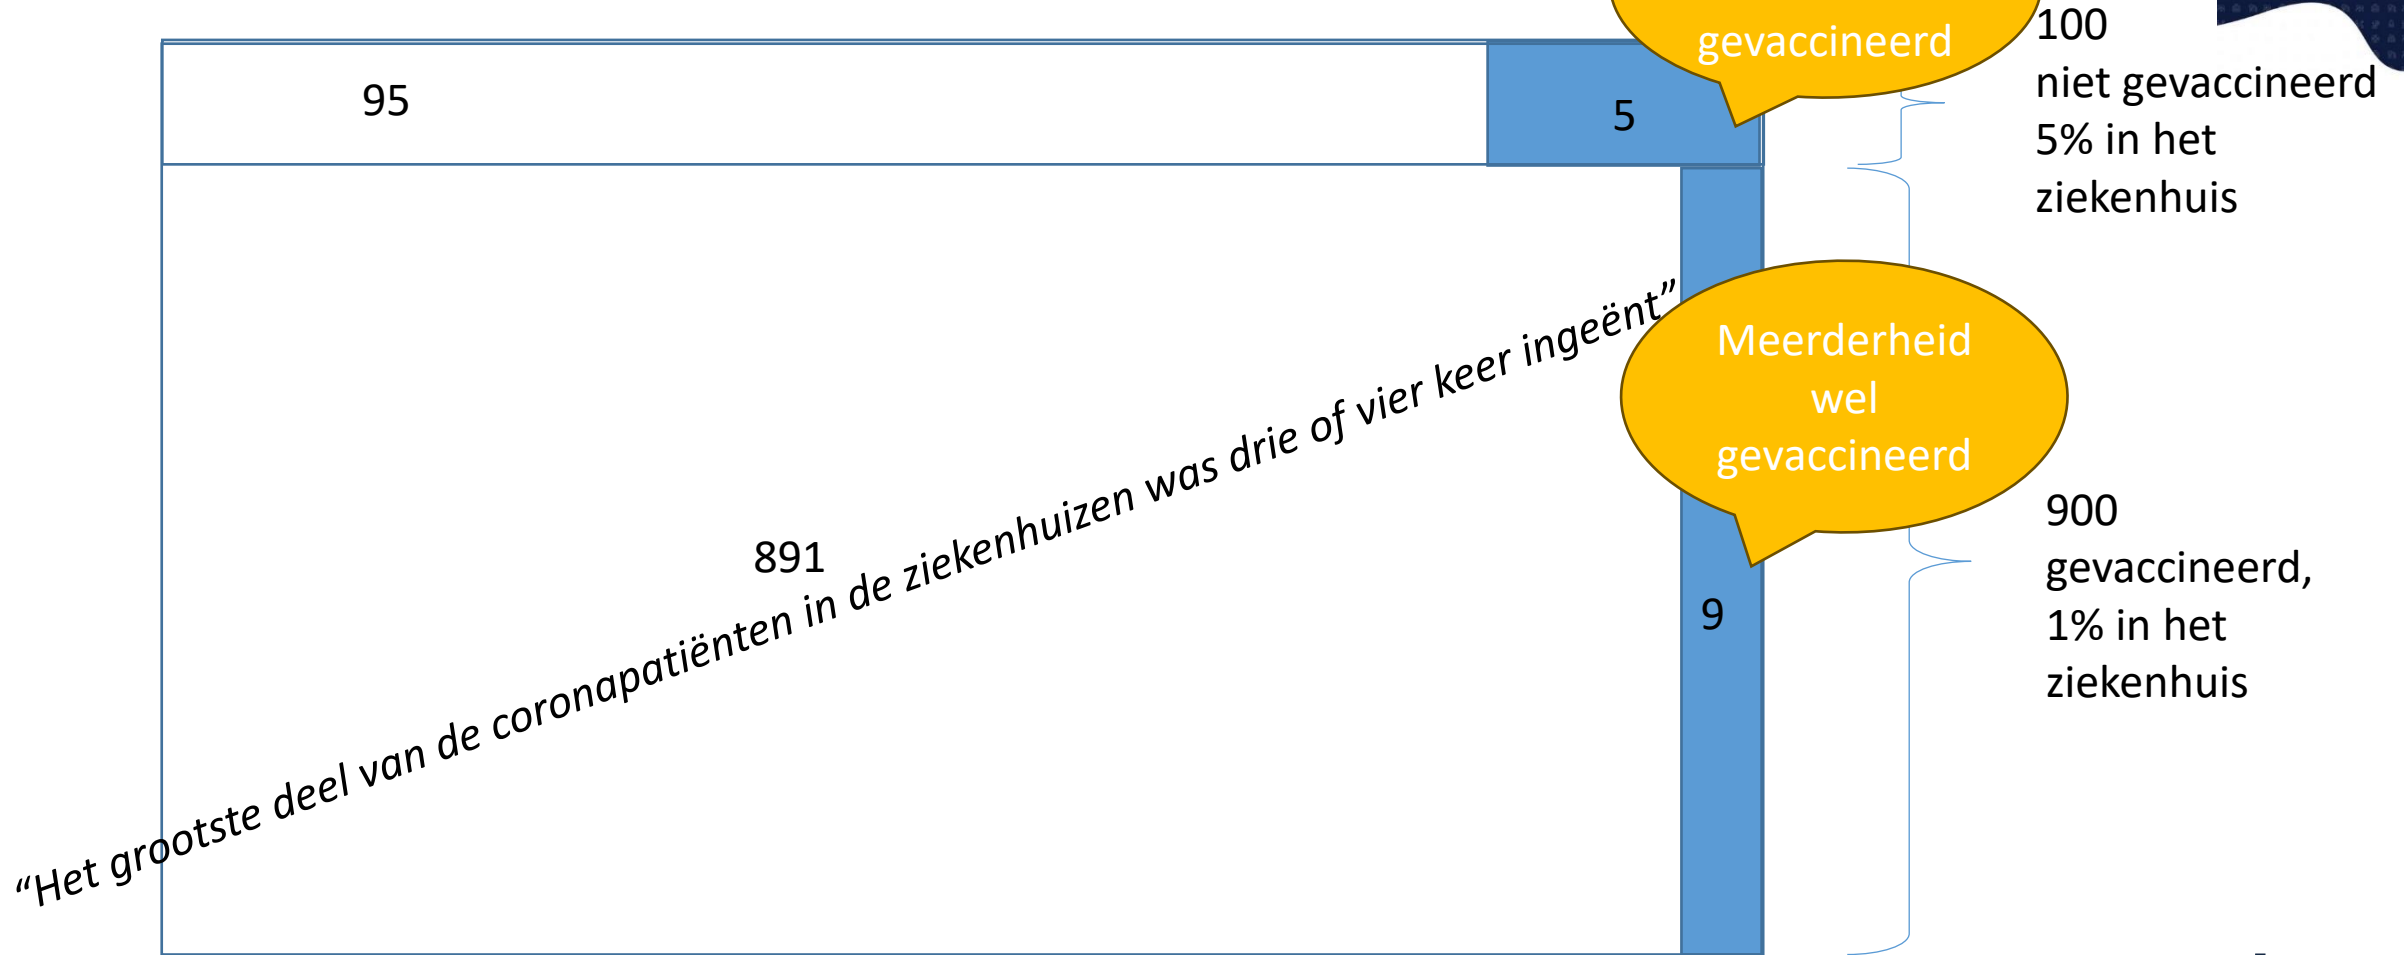 gevaccineerd
100
niet gevaccineerd
5% in het
ziekenhuis
95
5
Meerderheid
wel
gevaccineerd
“Het grootste deel van de coronapatiënten in de ziekenhuizen was drie of vier keer ingeënt”
891
9
900
gevaccineerd,
1% in het
ziekenhuis